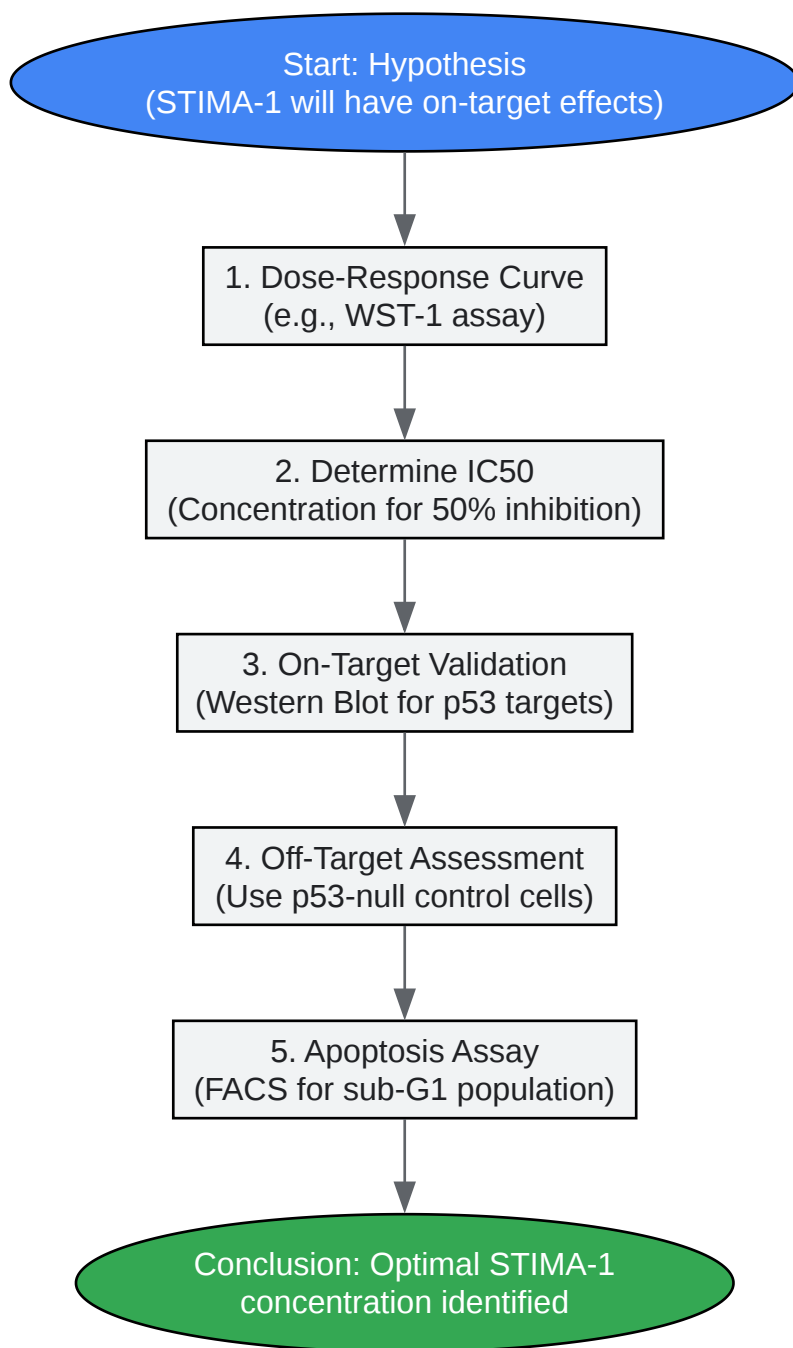 Start: Hypothesis
(STIMA-1 will have on-target effects)
1. Dose-Response Curve
(e.g., WST-1 assay)
2. Determine IC50
(Concentration for 50% inhibition)
3. On-Target Validation
(Western Blot for p53 targets)
4. Off-Target Assessment
(Use p53-null control cells)
5. Apoptosis Assay
(FACS for sub-G1 population)
Conclusion: Optimal STIMA-1
concentration identified